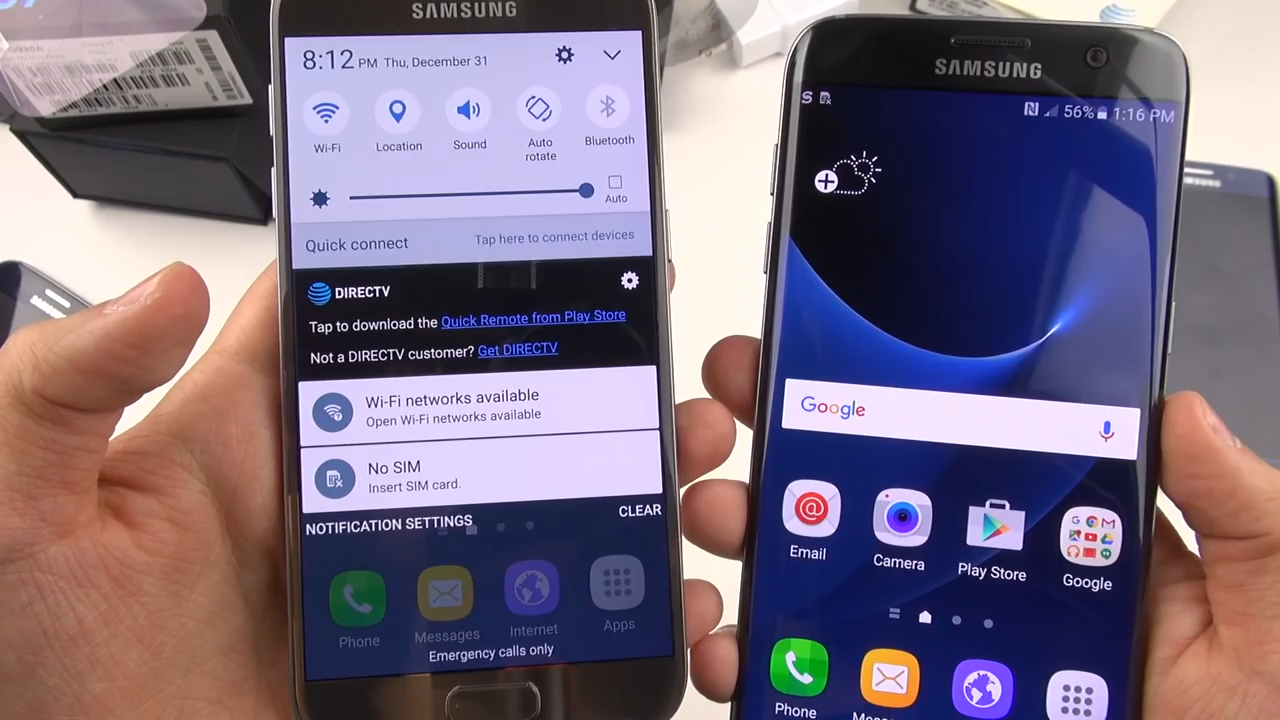 SAMSUNG
8:12 PM Thu, December 31
Wi-Fi
Location
Sound
Auto rotate
Bluetooth
Auto
Quick connect
Tap here to connect devices
DIRECTV
Tap to download the Quick Remote from Play Store
Not a DIRECTV customer? Get DIRECTV
Wi-Fi networks available
Open Wi-Fi networks available
No SIM
Insert SIM card.
NOTIFICATION SETTINGS
CLEAR
Phone
Messages
Internet
Apps
Emergency calls only
SAMSUNG
56% 1:16 PM
Google
Email
Camera
Play Store
Google
Phone
SAMSUNG
SAMSUNG